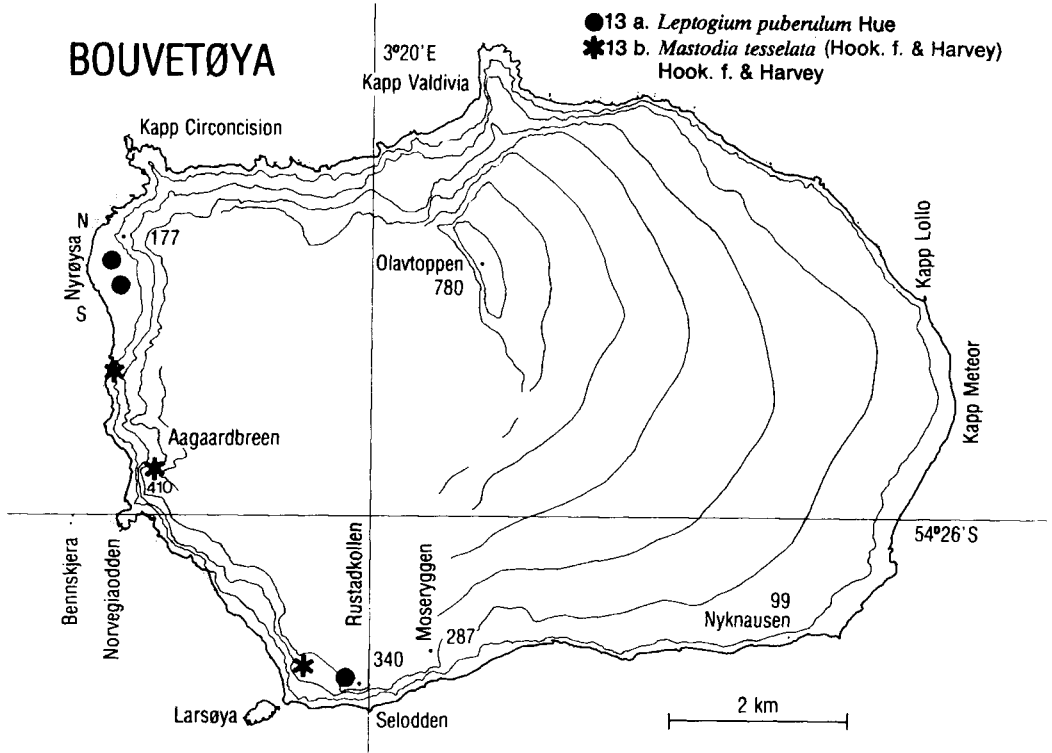 ●13 a. Leptogium puberulum Hue
✱13 b. Mastodia tesselata (Hook. f. & Harvey)
Hook. f. & Harvey
BOUVETØYA
3°20'E
Kapp Valdivia
Kapp Circoncision
N
177
Nyrøysa
S
Olavtoppen
780
Kapp Lollo
Kapp Meteor
Aagaardbreen
410
54°26'S
Bennskjera
Norvegiaodden
Rustadkollen
Moseryggen
99
Nyknausen
287
340
Larsøya
Selodden
2 km